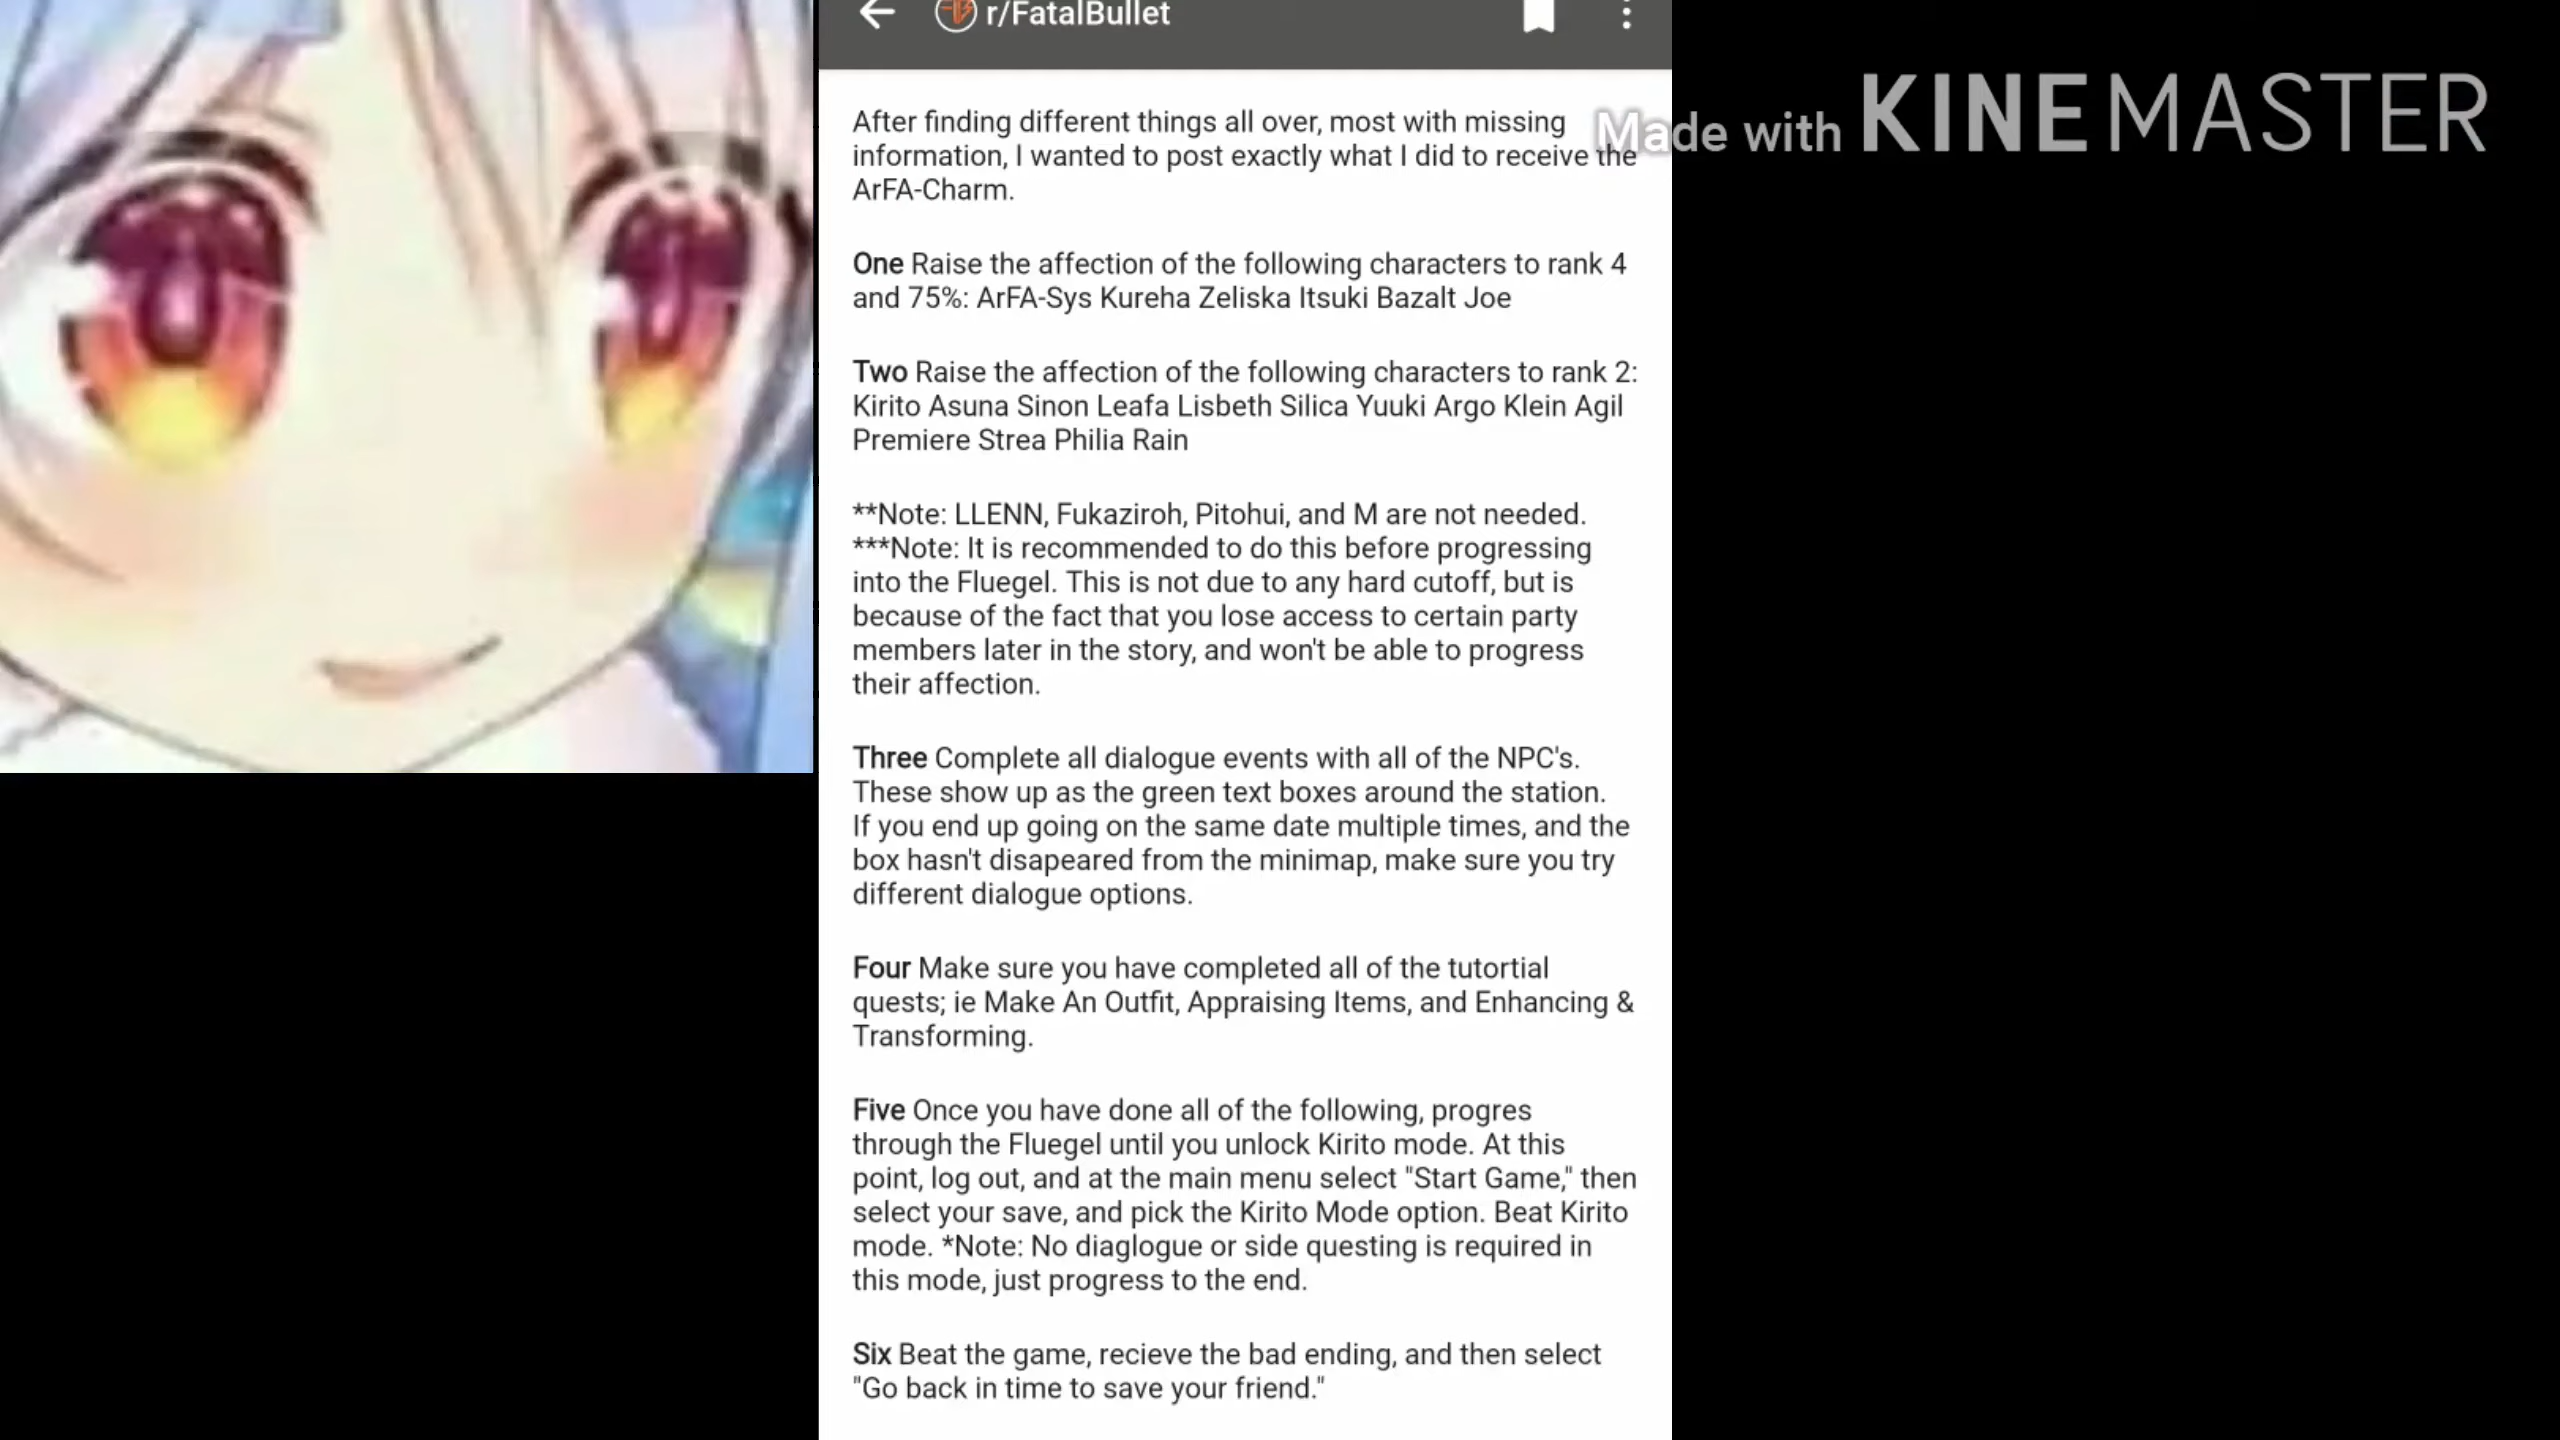 r/FatalBullet
Made with KINEMASTER
After finding different things all over, most with missing
information, I wanted to post exactly what I did to receive the
ArFA-Charm.
One Raise the affection of the following characters to rank 4
and 75%: ArFA-Sys Kureha Zeliska Itsuki Bazalt Joe
Two Raise the affection of the following characters to rank 2:
Kirito Asuna Sinon Leafa Lisbeth Silica Yuuki Argo Klein Agil
Premiere Strea Philia Rain
**Note: LLENN, Fukaziroh, Pitohui, and M are not needed.
***Note: It is recommended to do this before progressing
into the Fluegel. This is not due to any hard cutoff, but is
because of the fact that you lose access to certain party
members later in the story, and won't be able to progress
their affection.
Three Complete all dialogue events with all of the NPC's.
These show up as the green text boxes around the station.
If you end up going on the same date multiple times, and the
box hasn't disapeared from the minimap, make sure you try
different dialogue options.
Four Make sure you have completed all of the tutortial
quests; ie Make An Outfit, Appraising Items, and Enhancing &
Transforming.
Five Once you have done all of the following, progres
through the Fluegel until you unlock Kirito mode. At this
point, log out, and at the main menu select "Start Game," then
select your save, and pick the Kirito Mode option. Beat Kirito
mode. *Note: No diaglogue or side questing is required in
this mode, just progress to the end.
Six Beat the game, recieve the bad ending, and then select
"Go back in time to save your friend."